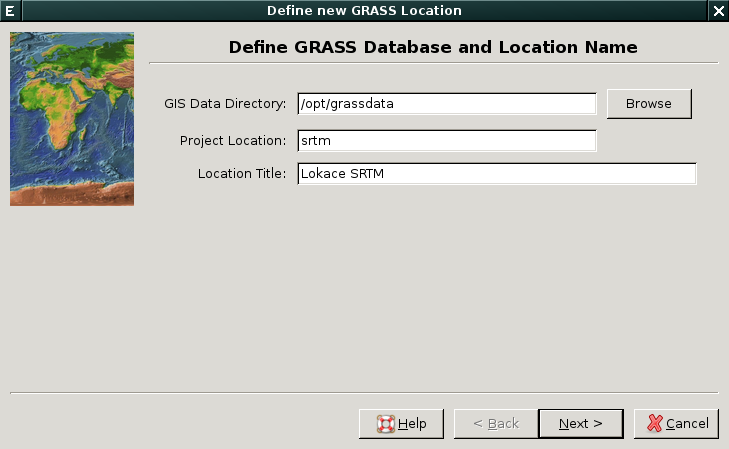 E Define new GRASS Location X
Define GRASS Database and Location Name
GIS Data Directory: /opt/grassdata Browse
Project Location: srtm
Location Title: Lokace SRTM
Help < Back Next > Cancel